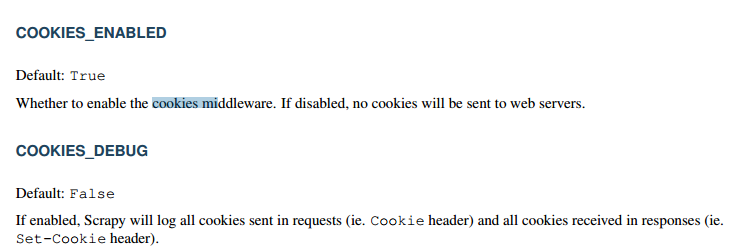 COOKIES_ENABLED
Default: True
Whether to enable the cookies middleware. If disabled, no cookies will be sent to web servers.
COOKIES_DEBUG
Default: False
If enabled, Scrapy will log all cookies sent in requests (ie. Cookie header) and all cookies received in responses (ie.
Set-Cookie header).